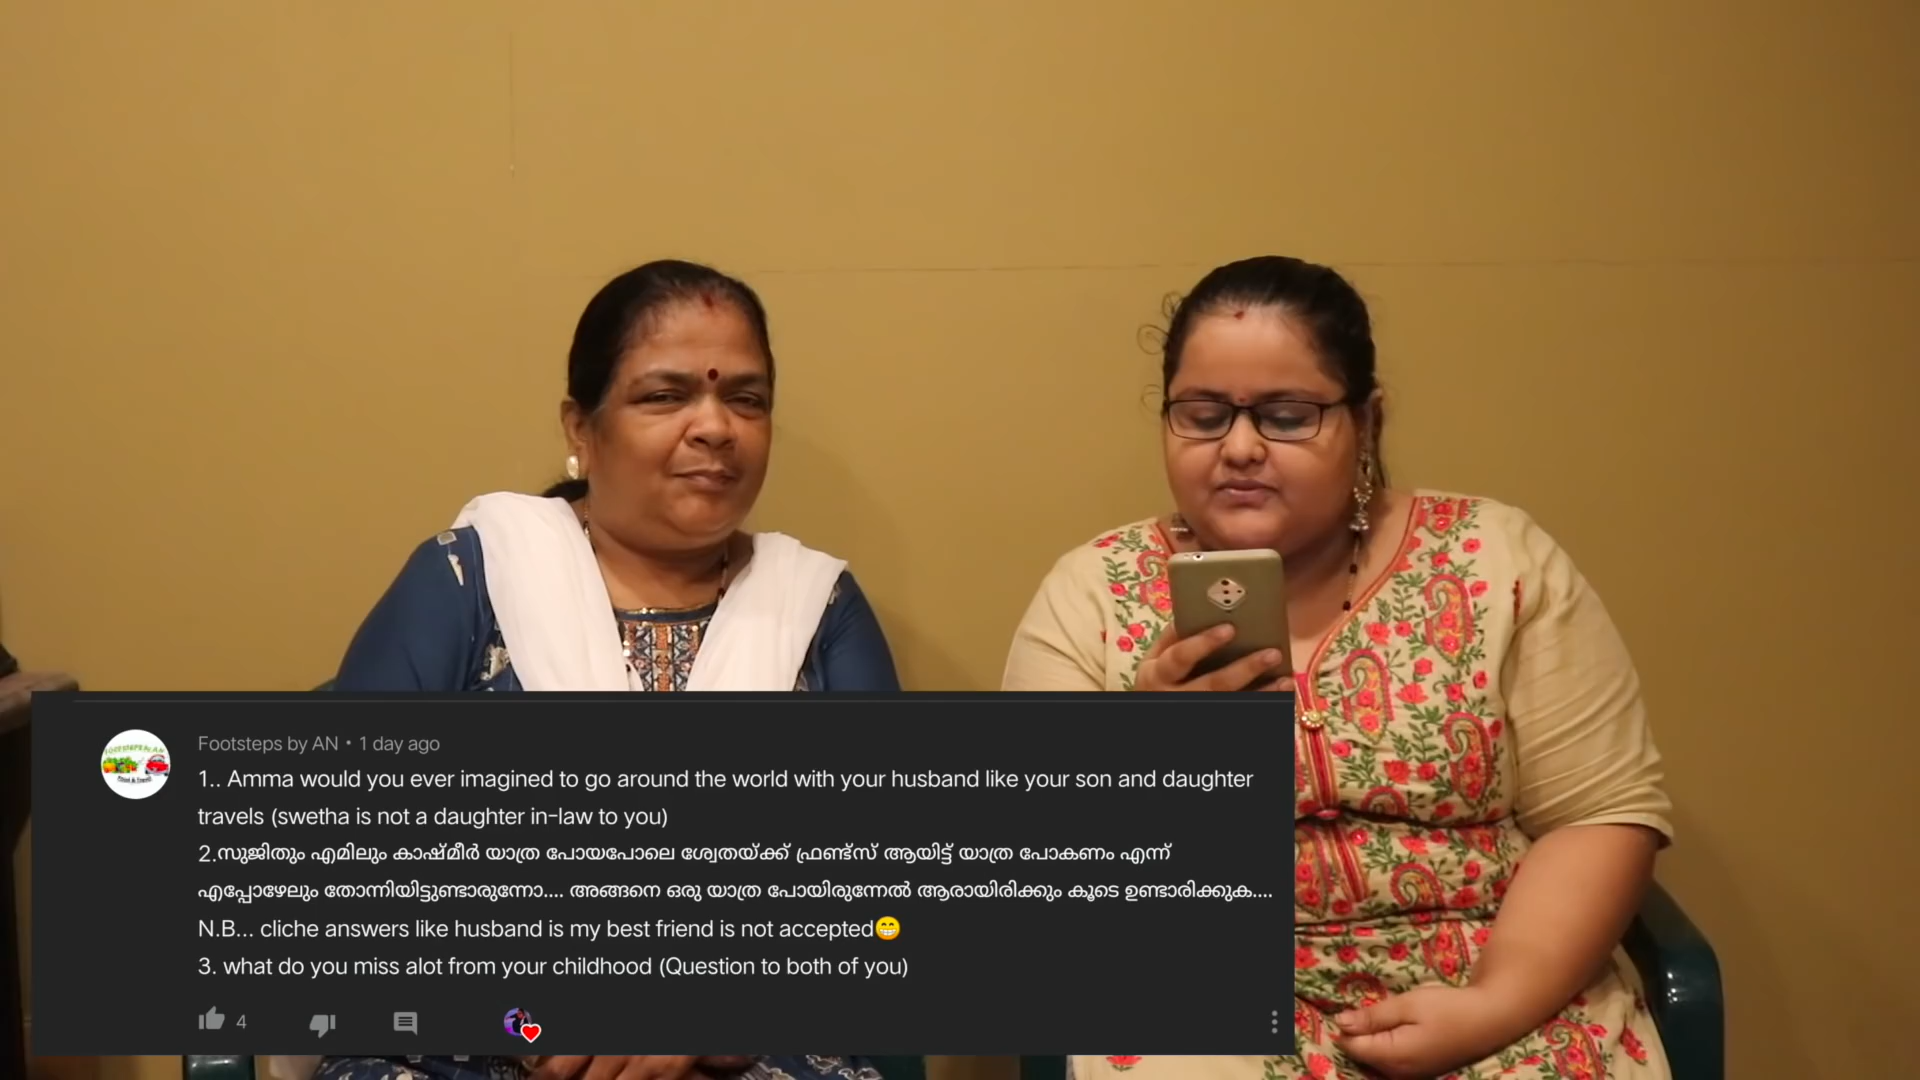 Footsteps by AN • 1 day ago
1.. Amma would you ever imagined to go around the world with your husband like your son and daughter
travels (swetha is not a daughter in-law to you)
2.സുജിതും എമിലും കാഷ്മീർ യാത്ര പോയപോലെ ശ്വേതയ്ക്ക് ഫ്രണ്ട്സ് ആയിട്ട് യാത്ര പോകണം എന്ന്
എപ്പോഴേലും തോന്നിയിട്ടുണ്ടാരുന്നോ.... അങ്ങനെ ഒരു യാത്ര പോയിരുന്നേൽ ആരായിരിക്കും കൂടെ ഉണ്ടാരിക്കുക....
N.B... cliche answers like husband is my best friend is not accepted😁
3. what do you miss alot from your childhood (Question to both of you)
4